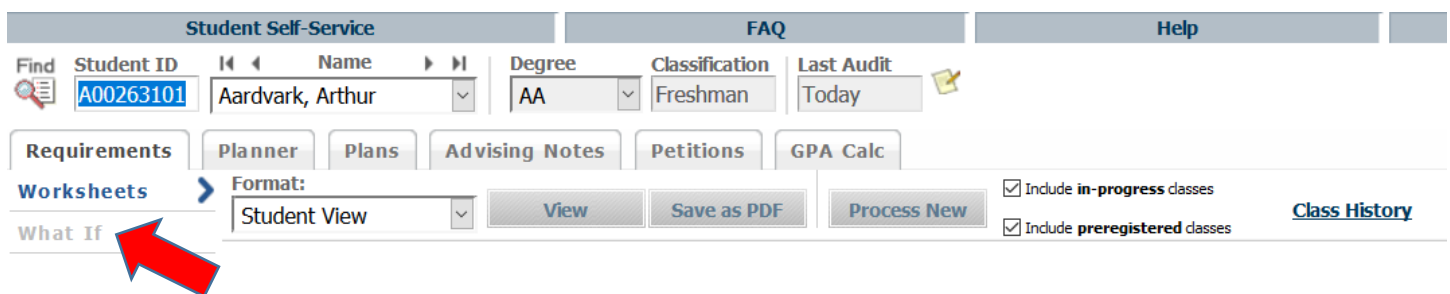 Student Self-Service FAQ Help
Find Student ID Name Degree Classification Last Audit
A00263101 Aardvark, Arthur AA Freshman Today
Requirements Planner Plans Advising Notes Petitions GPA Calc
Worksheets Format: Include in-progress classes
Student View View Save as PDF Process New Class History
What If Include preregistered classes